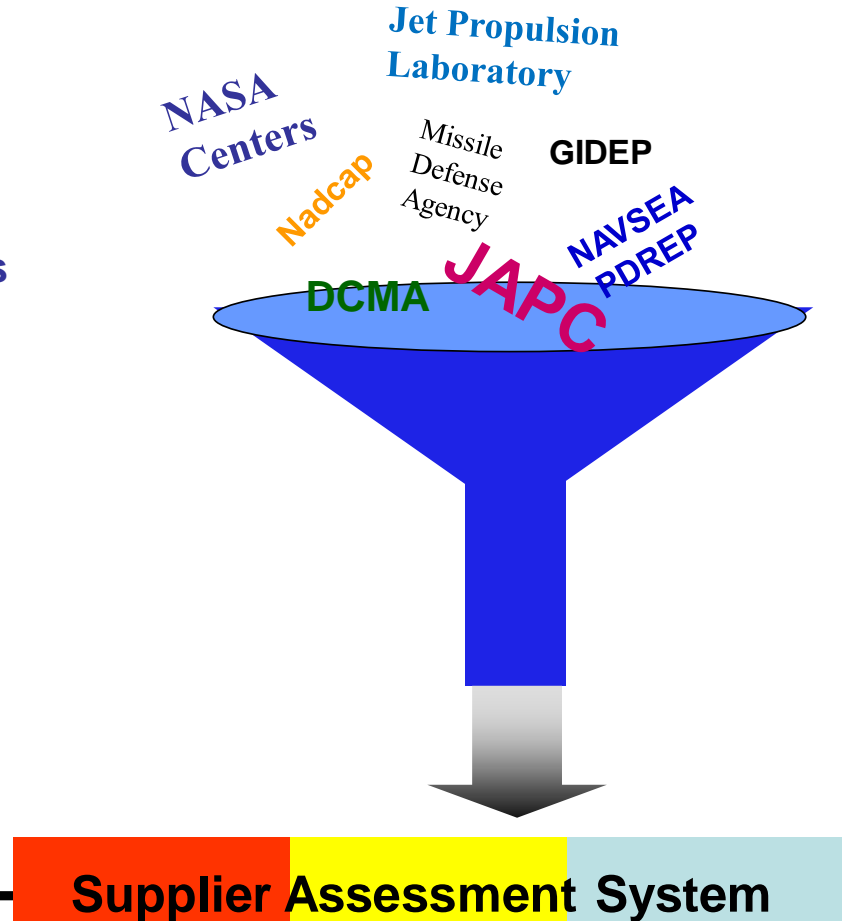 Jet Propulsion
Laboratory
NASA
Centers
Missile
Defense
Agency
GIDEP
Nadcap
NAVSEA
PDREP
s
DCMA
JAPC
Supplier Assessment System